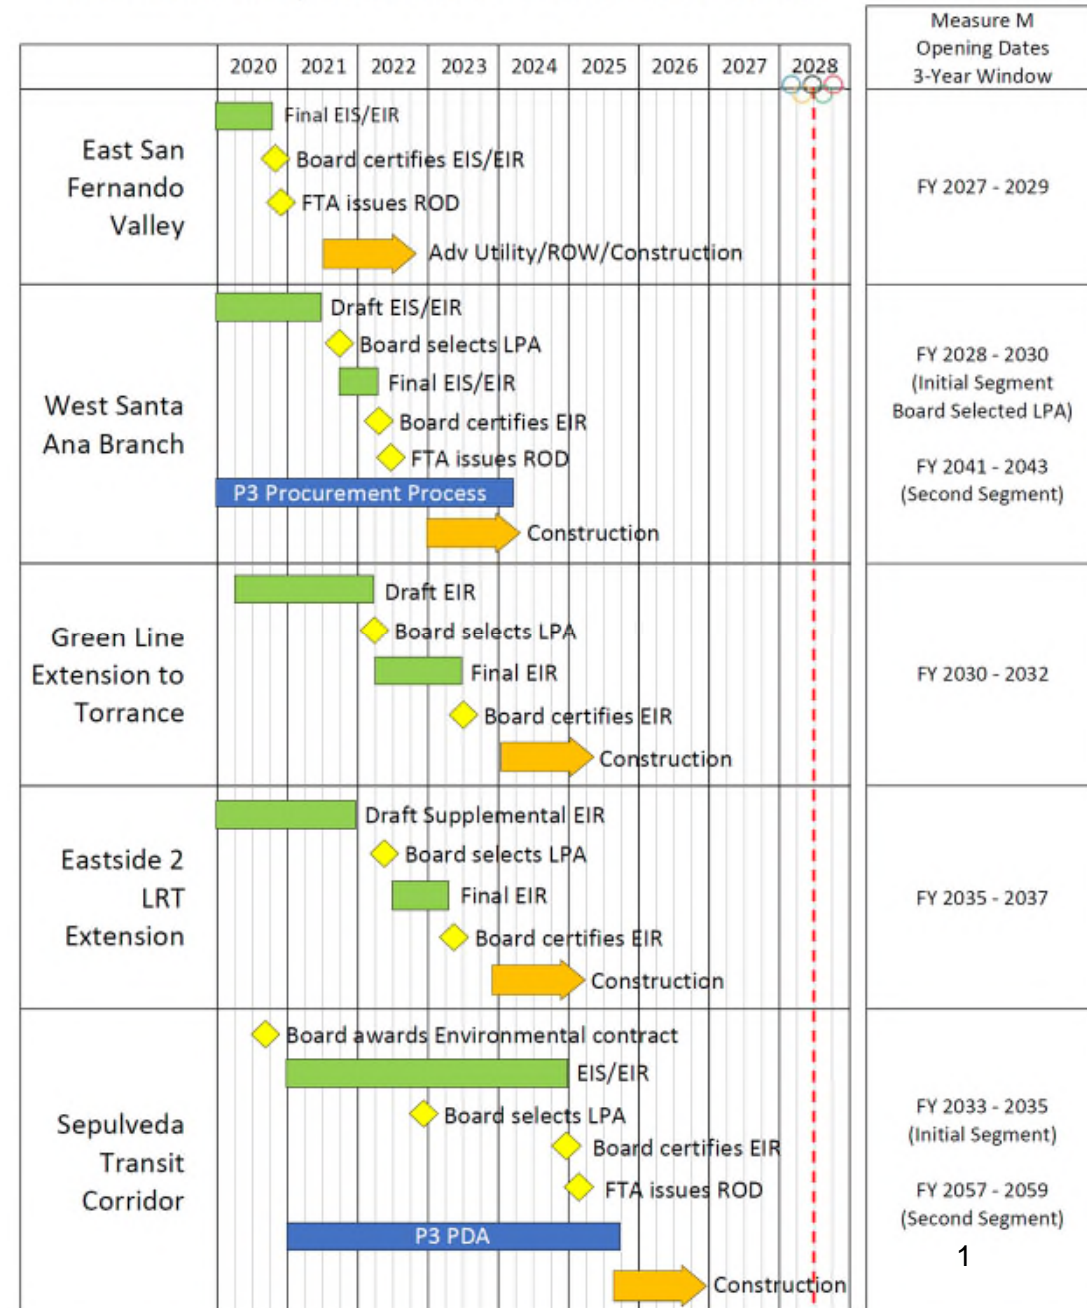 Measure M
Opening Dates
3-Year Window
2020 2021 2022 2023 2024 2025 2026 2027 2028
East San
Fernando
Valley
Final EIS/EIR
Board certifies EIS/EIR
FTA issues ROD
Adv Utility/ROW/Construction
FY 2027 - 2029
West Santa
Ana Branch
Draft EIS/EIR
Board selects LPA
Final EIS/EIR
Board certifies EIR
FTA issues ROD
P3 Procurement Process
Construction
FY 2028 - 2030
(Initial Segment
Board Selected LPA)
FY 2041 - 2043
(Second Segment)
Green Line
Extension to
Torrance
Draft EIR
Board selects LPA
Final EIR
Board certifies EIR
Construction
FY 2030 - 2032
Eastside 2
LRT
Extension
Draft Supplemental EIR
Board selects LPA
Final EIR
Board certifies EIR
Construction
FY 2035 - 2037
Sepulveda
Transit
Corridor
Board awards Environmental contract
EIS/EIR
Board selects LPA
Board certifies EIR
FTA issues ROD
P3 PDA
Construction
FY 2033 - 2035
(Initial Segment)
FY 2057 - 2059
(Second Segment)
1